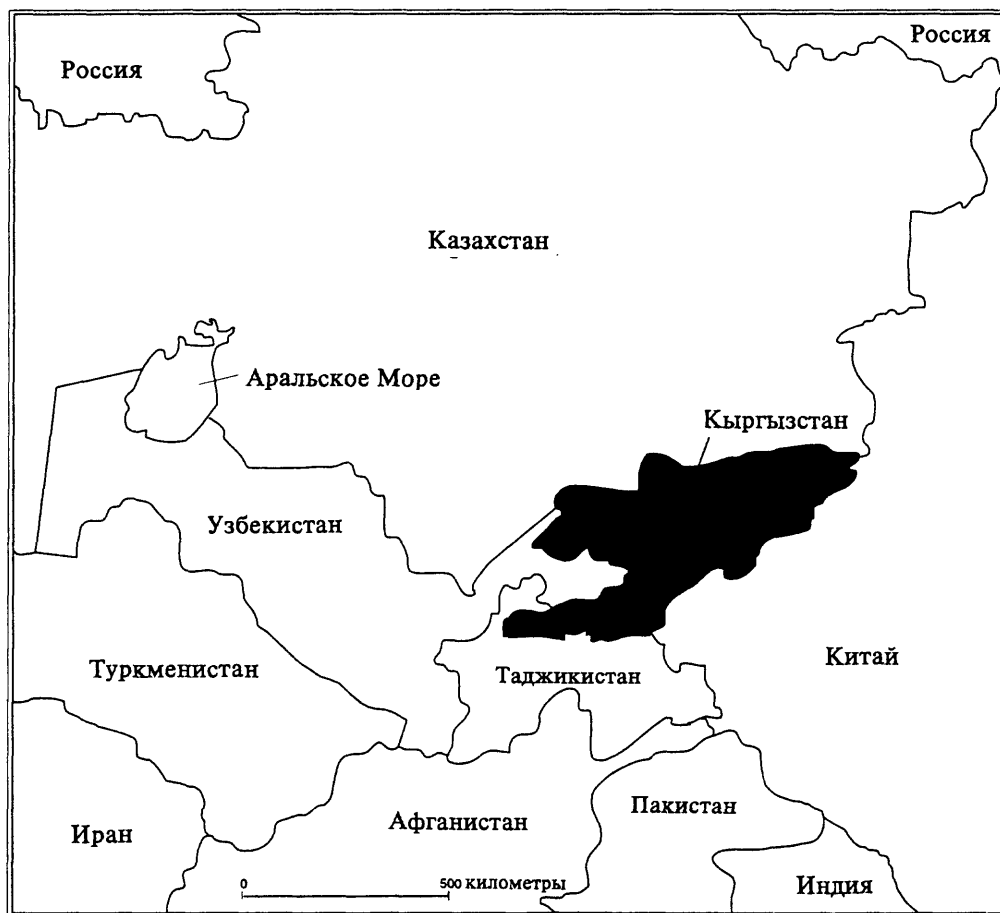 Россия
Россия
Казахстан
Аральское Море
Кыргызстан
Узбекистан
Туркменистан
Таджикистан
Китай
Пакистан
Афганистан
Иран
Индия
0 500 километры